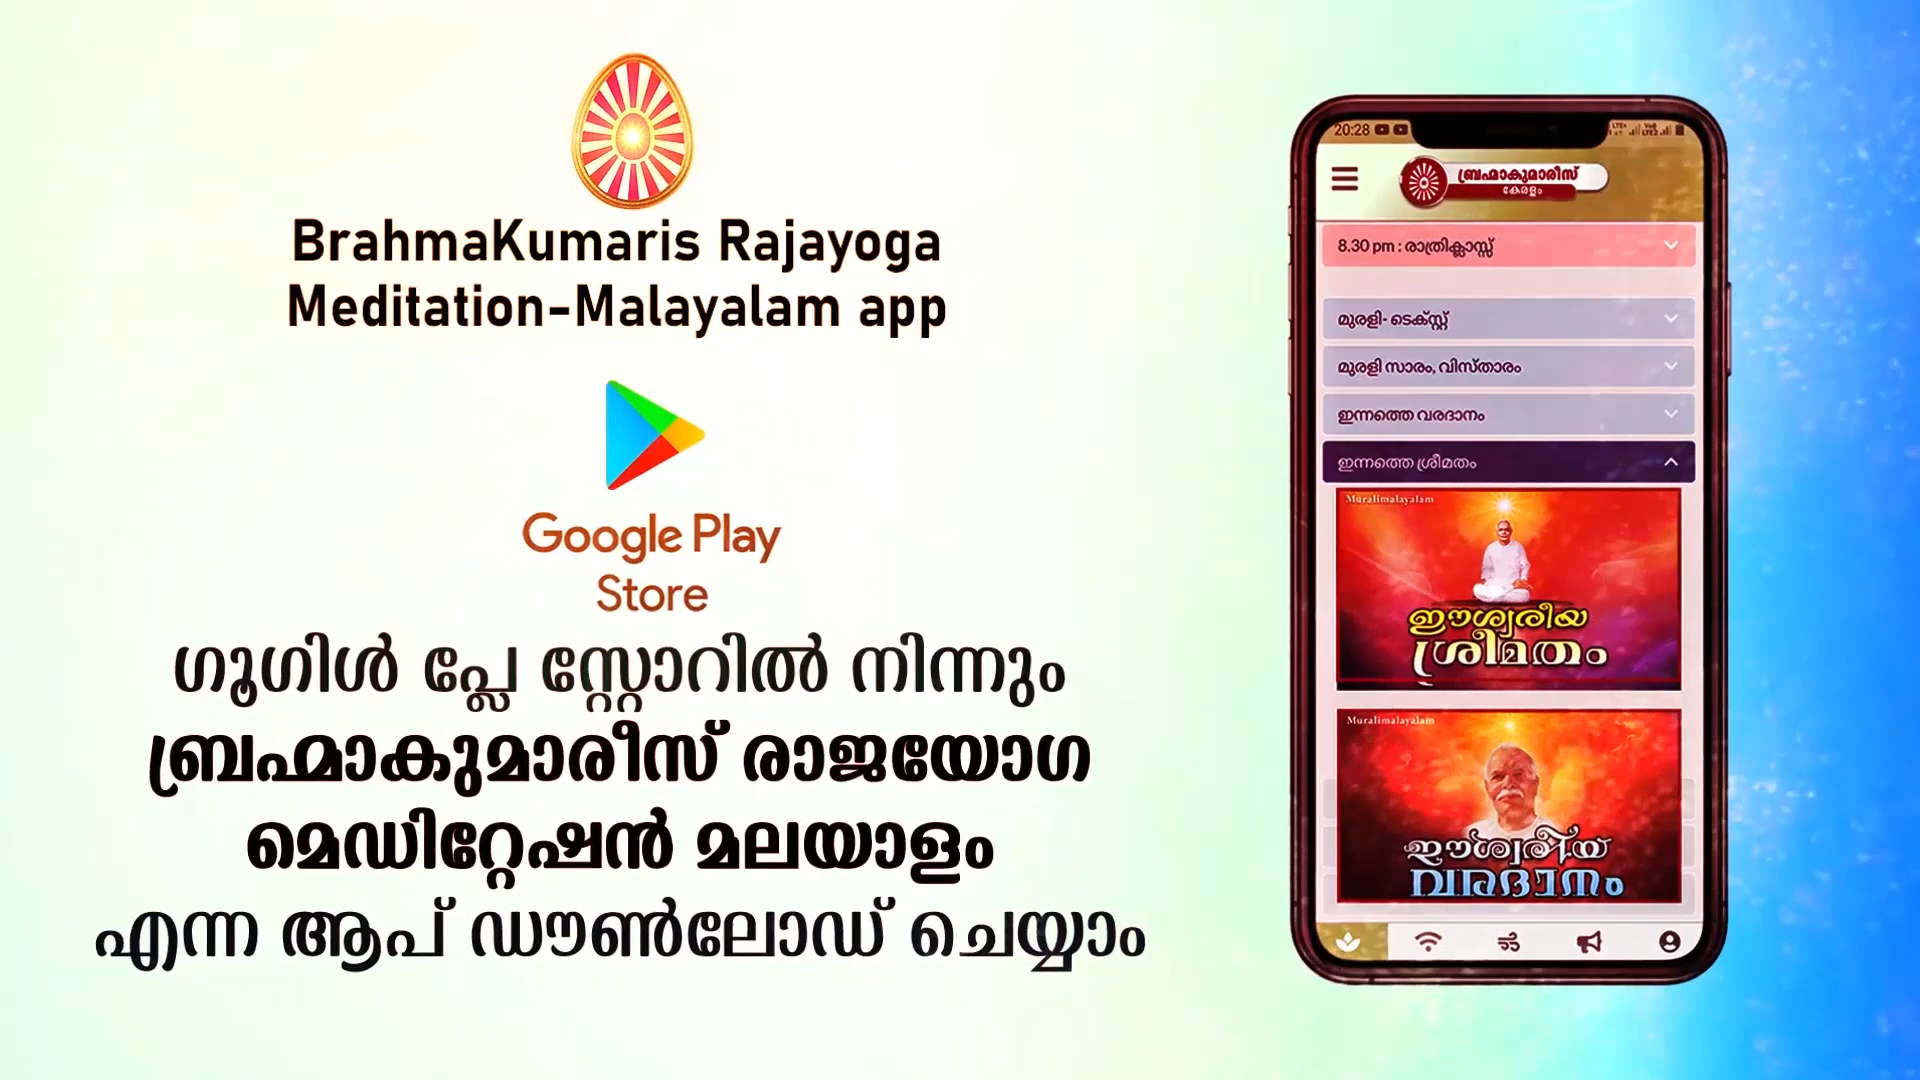 BrahmaKumaris Rajayoga
Meditation-Malayalam app
Google Play
Store
ഗൂഗിൾ പ്ലേ സ്റ്റോറിൽ നിന്നും
ബ്രഹ്മാകുമാരീസ് രാജയോഗ
മെഡിറ്റേഷൻ മലയാളം
എന്ന ആപ് ഡൗൺലോഡ് ചെയ്യാം
20:28
ബ്രഹ്മാകുമാരീസ്
കേരളം
8.30 pm : രാത്രിക്ലാസ്സ്
മുരളി- ടെക്സ്റ്റ്
മുരളി സാരം, വിസ്താരം
ഇന്നത്തെ വരദാനം
ഇന്നത്തെ ശ്രീമതം
Muralimalayalam
ഈശ്വരീയ
ശ്രീമതം
Muralimalayalam
ഈശ്വരീയ
വരദാനം